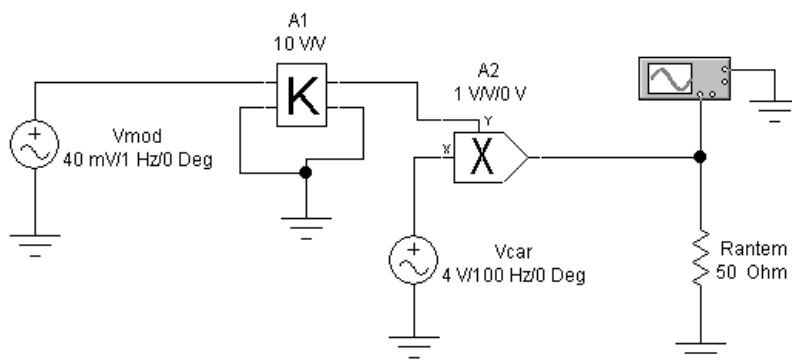 A1
10 V/V
K
Vmod
40 mV/1 Hz/0 Deg
A2
1 V/V/0 V
Y
X
X
Vcar
4 V/100 Hz/0 Deg
Rantem
50 Ohm